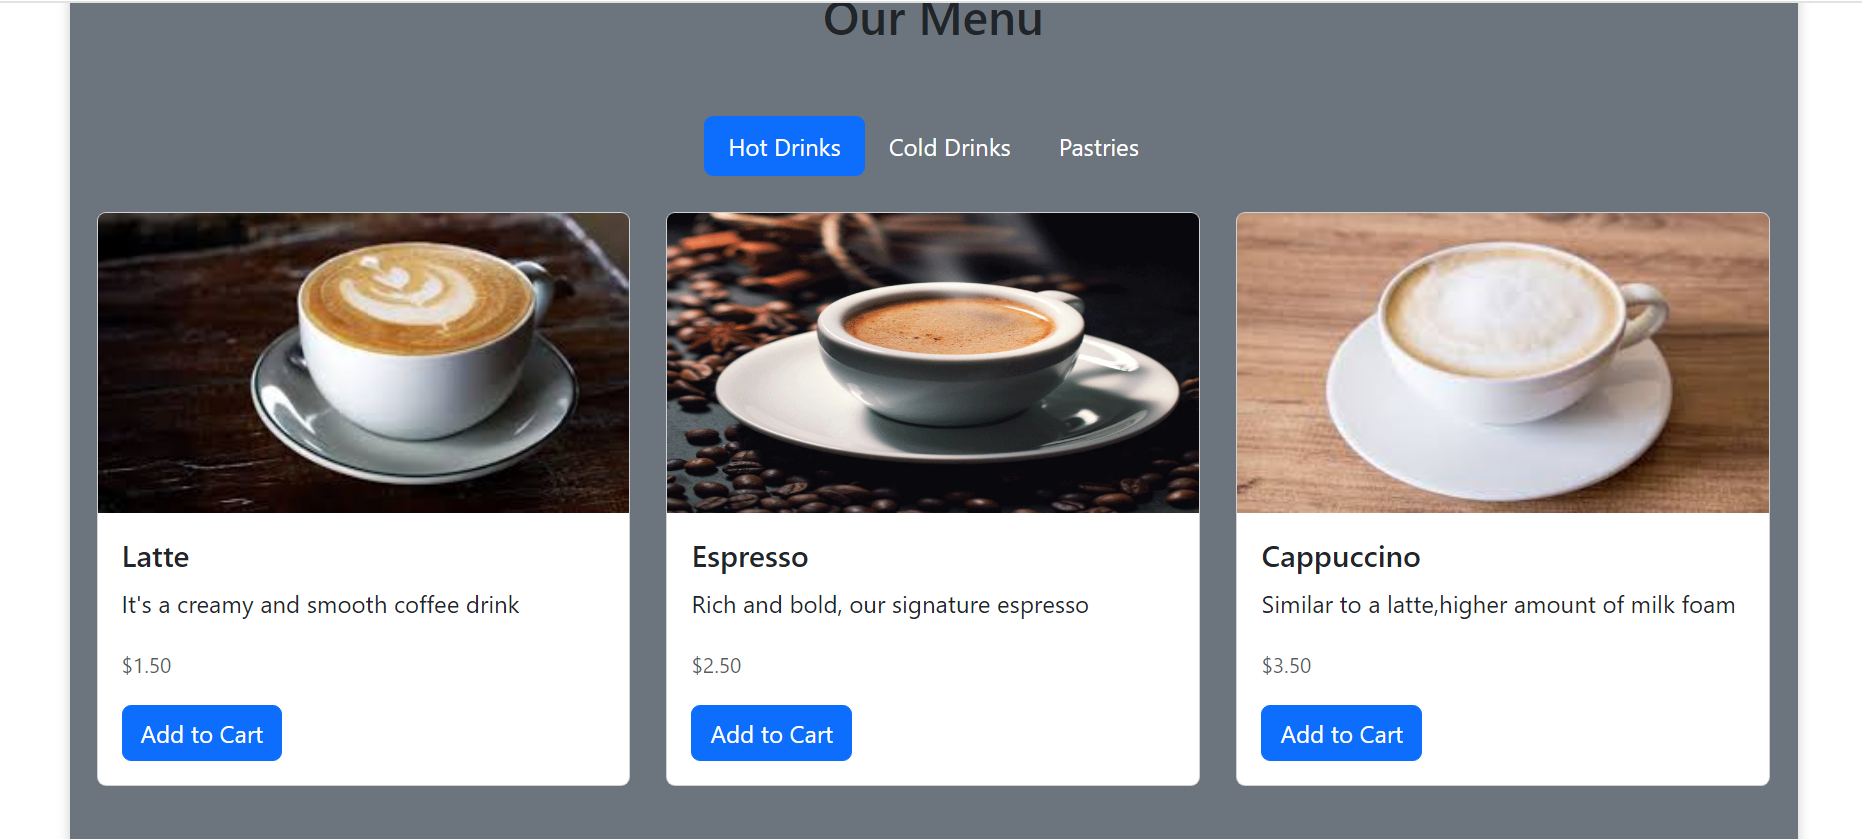 Our Menu
Hot Drinks Cold Drinks Pastries
Latte
It's a creamy and smooth coffee drink
$1.50
Add to Cart
Espresso
Rich and bold, our signature espresso
$2.50
Add to Cart
Cappuccino
Similar to a latte,higher amount of milk foam
$3.50
Add to Cart